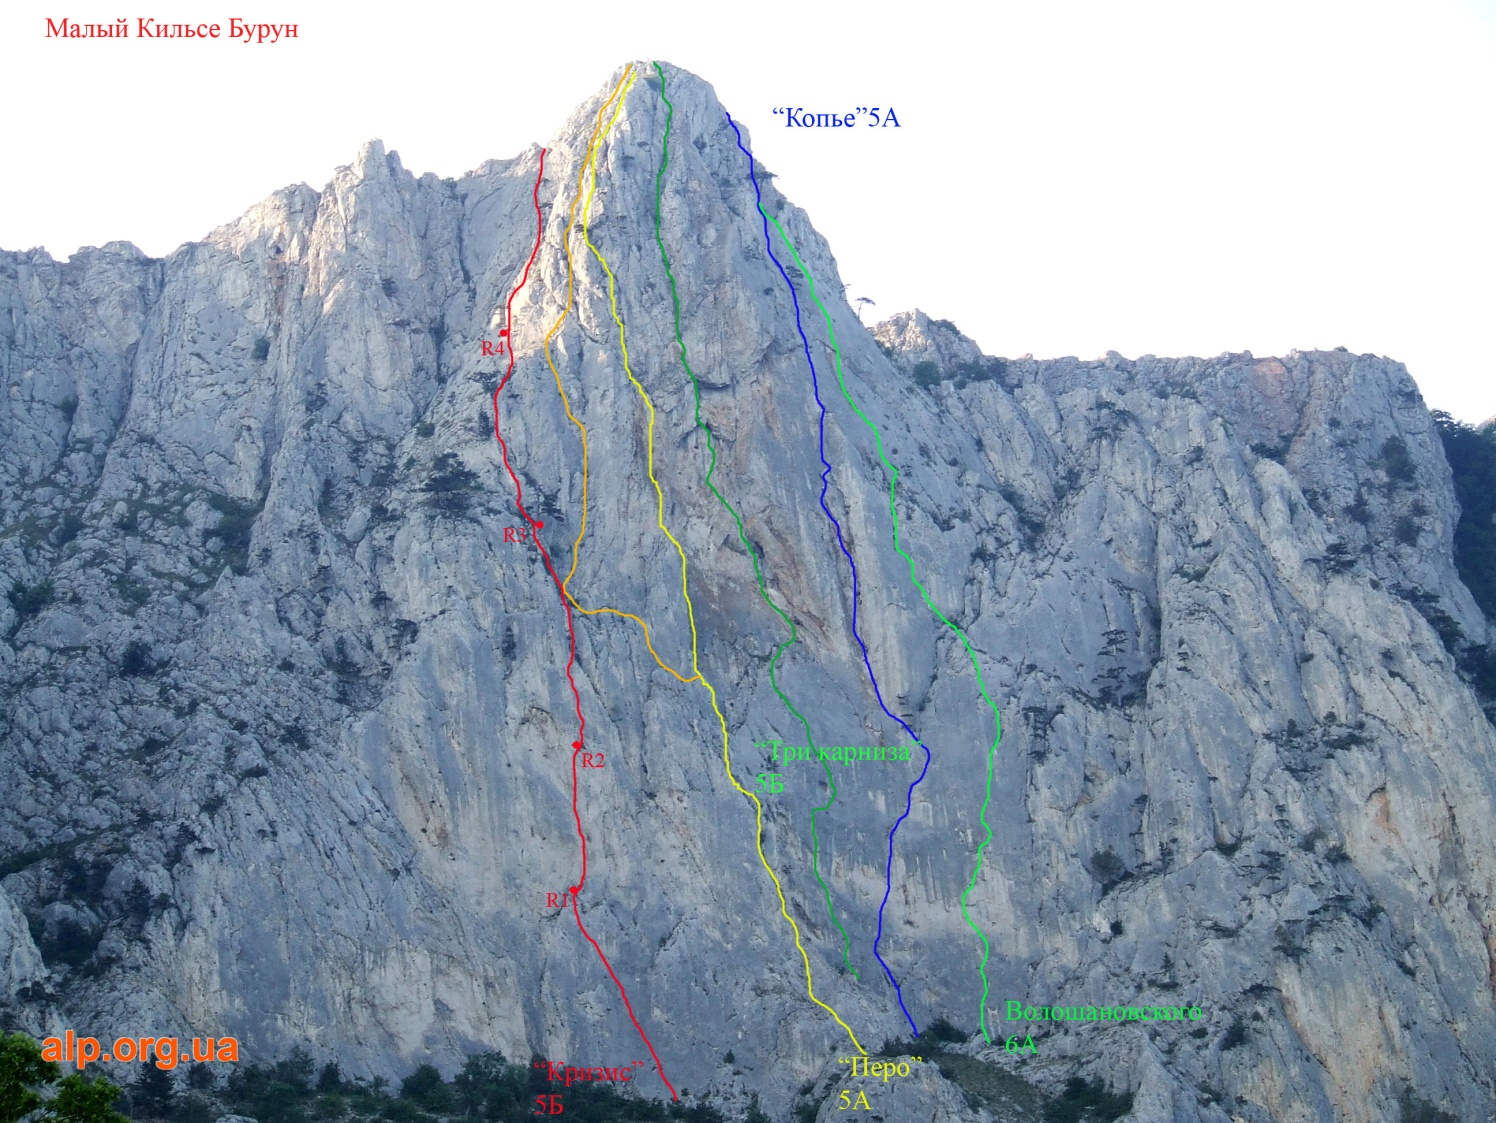 Малый Кильсе Бурун
“Копье”5А
R4
R3
“Три карниза”
5Б
R2
R1
Волошановского
6А
alp.org.ua
“Кризис”
5Б
“Перо”
5А